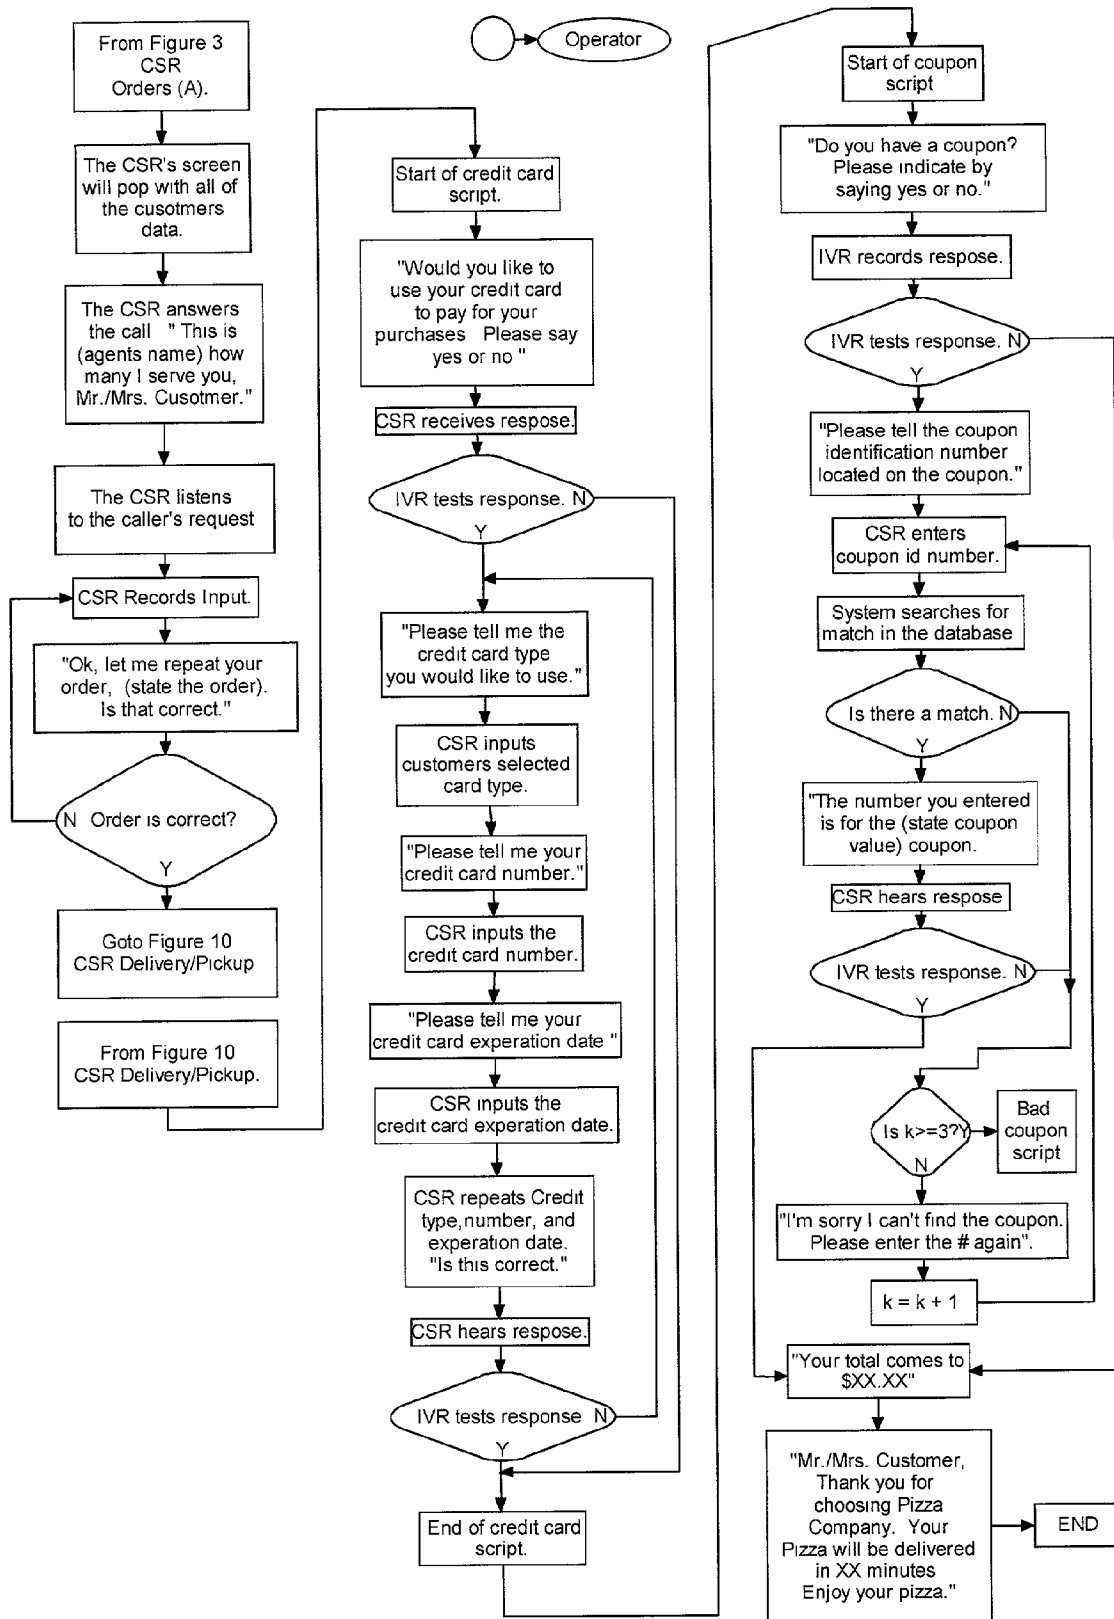 From Figure 3
CSR
Orders (A).
The CSR's screen
will pop with all of
the cusotmers
data.
The CSR answers
the call " This is
(agents name) how
many I serve you,
Mr./Mrs. Cusotmer."
The CSR listens
to the caller's request
CSR Records Input.
"Ok, let me repeat your
order, (state the order).
Is that correct."
N Order is correct?
Y
Goto Figure 10
CSR Delivery/Pickup
From Figure 10
CSR Delivery/Pickup.
Operator
Start of credit card
script.
"Would you like to
use your credit card
to pay for your
purchases Please say
yes or no "
CSR receives respose.
IVR tests response. N
Y
"Please tell me the
credit card type
you would like to use."
CSR inputs
customers selected
card type.
"Please tell me your
credit card number."
CSR inputs the
credit card number.
"Please tell me your
credit card experation date "
CSR inputs the
credit card experation date.
CSR repeats Credit
type, number, and
experation date.
"Is this correct."
CSR hears respose.
IVR tests response N
Y
End of credit card
script.
Start of coupon
script
"Do you have a coupon?
Please indicate by
saying yes or no."
IVR records respose.
IVR tests response. N
Y
"Please tell the coupon
identification number
located on the coupon."
CSR enters
coupon id number.
System searches for
match in the database
Is there a match. N
Y
"The number you entered
is for the (state coupon
value) coupon.
CSR hears respose
IVR tests response. N
Y
Is k>=3? Y
N
Bad
coupon
script
"I'm sorry I can't find the coupon.
Please enter the # again".
k = k + 1
"Your total comes to
$XX.XX"
"Mr./Mrs. Customer,
Thank you for
choosing Pizza
Company. Your
Pizza will be delivered
in XX minutes
Enjoy your pizza."
END